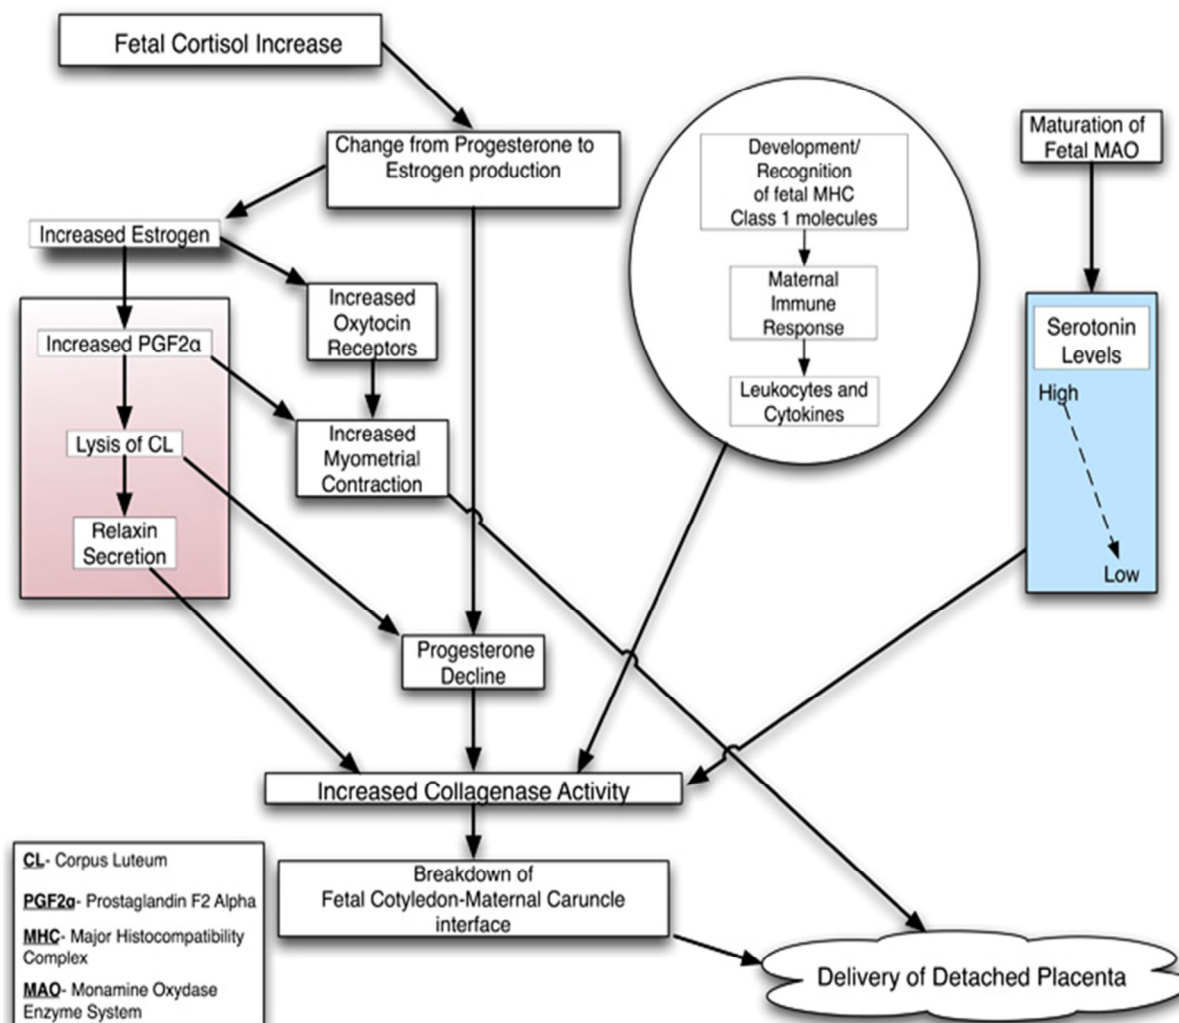 Fetal Cortisol Increase
Change from Progesterone to
Estrogen production
Increased Estrogen
Increased PGF2α
Lysis of CL
Relaxin
Secretion
Increased
Oxytocin
Receptors
Increased
Myometrial
Contraction
Progesterone
Decline
Development/
Recognition
of fetal MHC
Class 1 molecules
Maternal
Immune
Response
Leukocytes and
Cytokines
Maturation of
Fetal MAO
Serotonin
Levels
High
Low
Increased Collagenase Activity
Breakdown of
Fetal Cotyledon-Maternal Caruncle
interface
Delivery of Detached Placenta
CL- Corpus Luteum
PGF2α- Prostaglandin F2 Alpha
MHC- Major Histocompatibility
Complex
MAO- Monamine Oxydase
Enzyme System